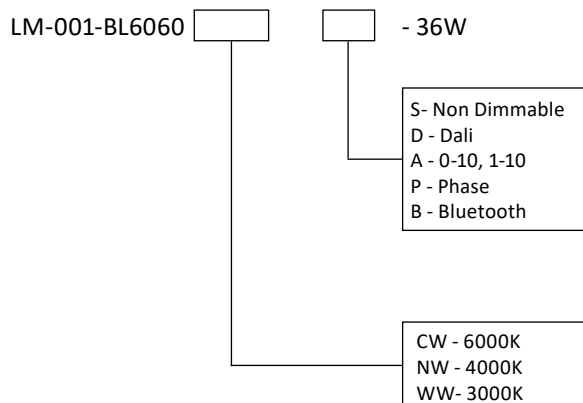 LM-001-BL6060 - 36W
S- Non Dimmable
D - Dali
A - 0-10, 1-10
P - Phase
B - Bluetooth
CW - 6000K
NW - 4000K
WW- 3000K